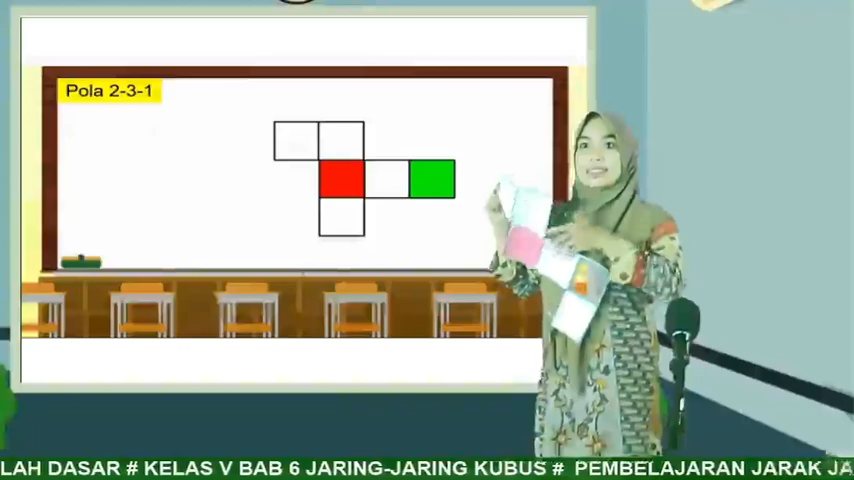 Pola 2-3-1
LAH DASAR # KELAS V BAB 6 JARING-JARING KUBUS # PEMBELAJARAN JARAK JA